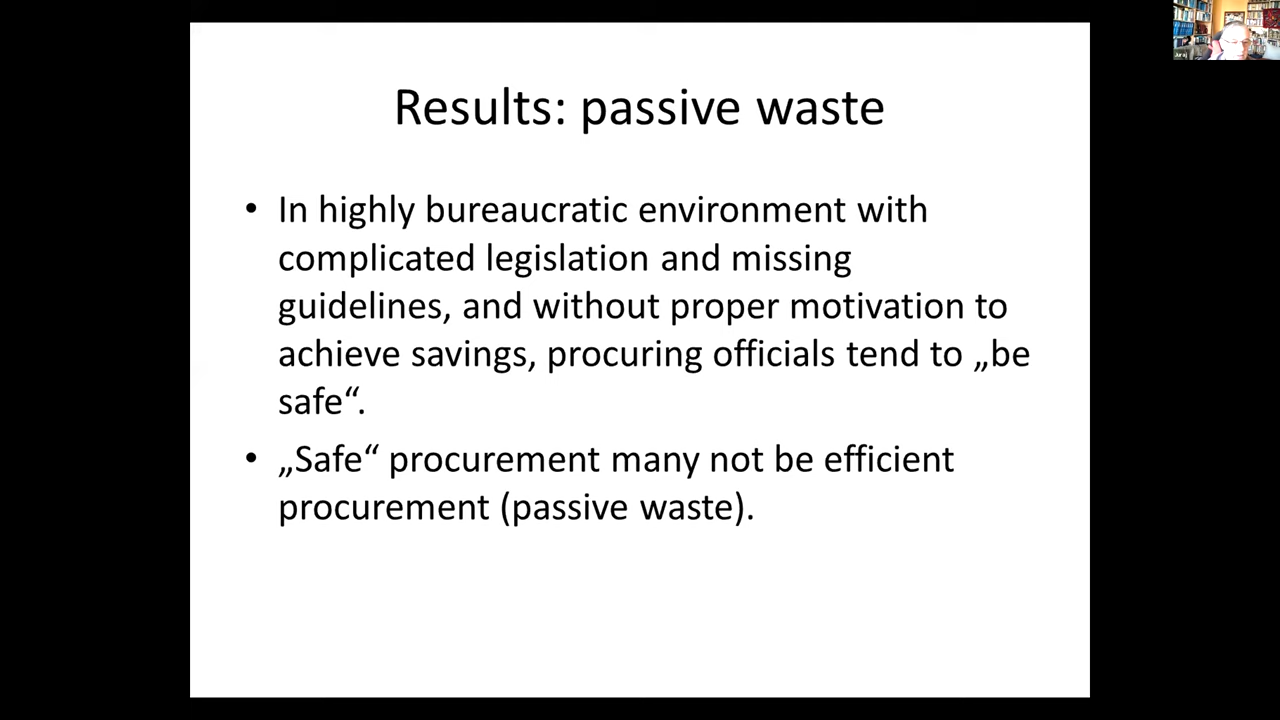 Results: passive waste
• In highly bureaucratic environment with
complicated legislation and missing
guidelines, and without proper motivation to
achieve savings, procuring officials tend to „be
safe“.
• „Safe“ procurement many not be efficient
procurement (passive waste).